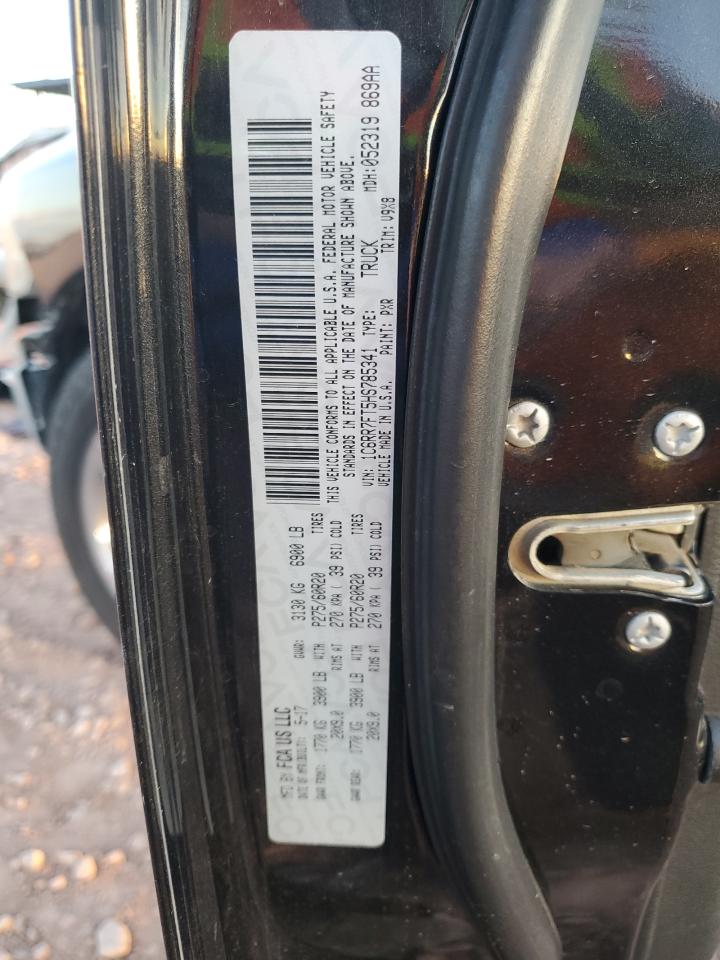 MFD BY FCA US LLC
DATE OF MFR(BUILT): 5-17 GVWR: 3130 KG 6900 LB
GAWR FRONT: 1770 KG 3900 LB WITH P275/60R20 TIRES
20X9.0 RIMS AT 270 KPA ( 39 PSI) COLD
GAWR REAR: 1770 KG 3900 LB WITH P275/60R20 TIRES
20X9.0 RIMS AT 270 KPA ( 39 PSI) COLD
THIS VEHICLE CONFORMS TO ALL APPLICABLE U.S.A. FEDERAL MOTOR VEHICLE SAFETY
STANDARDS IN EFFECT ON THE DATE OF MANUFACTURE SHOWN ABOVE.
VIN: 1C6RR7FT5HS785341 TYPE: TRUCK MDH: 052319 869AA
VEHICLE MADE IN U.S.A. PAINT: PXR TRIM: V9X8